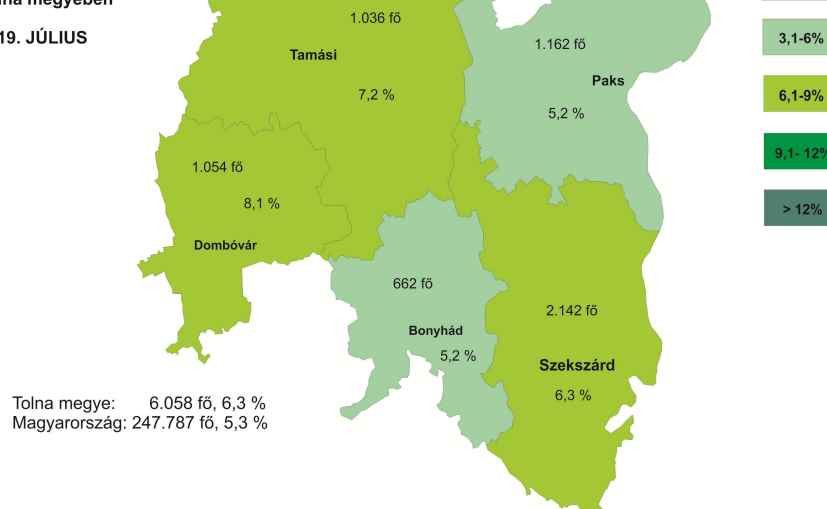 megyében
19. JÚLIUS
1.036 fő
Tamási
7,2 %
1.162 fő
Paks
5,2 %
3,1-6%
6,1-9%
9,1- 12%
> 12%
1.054 fő
8,1 %
Dombóvár
662 fő
Bonyhád
5,2 %
2.142 fő
Szekszárd
6,3 %
Tolna megye: 6.058 fő, 6,3 %
Magyarország: 247.787 fő, 5,3 %